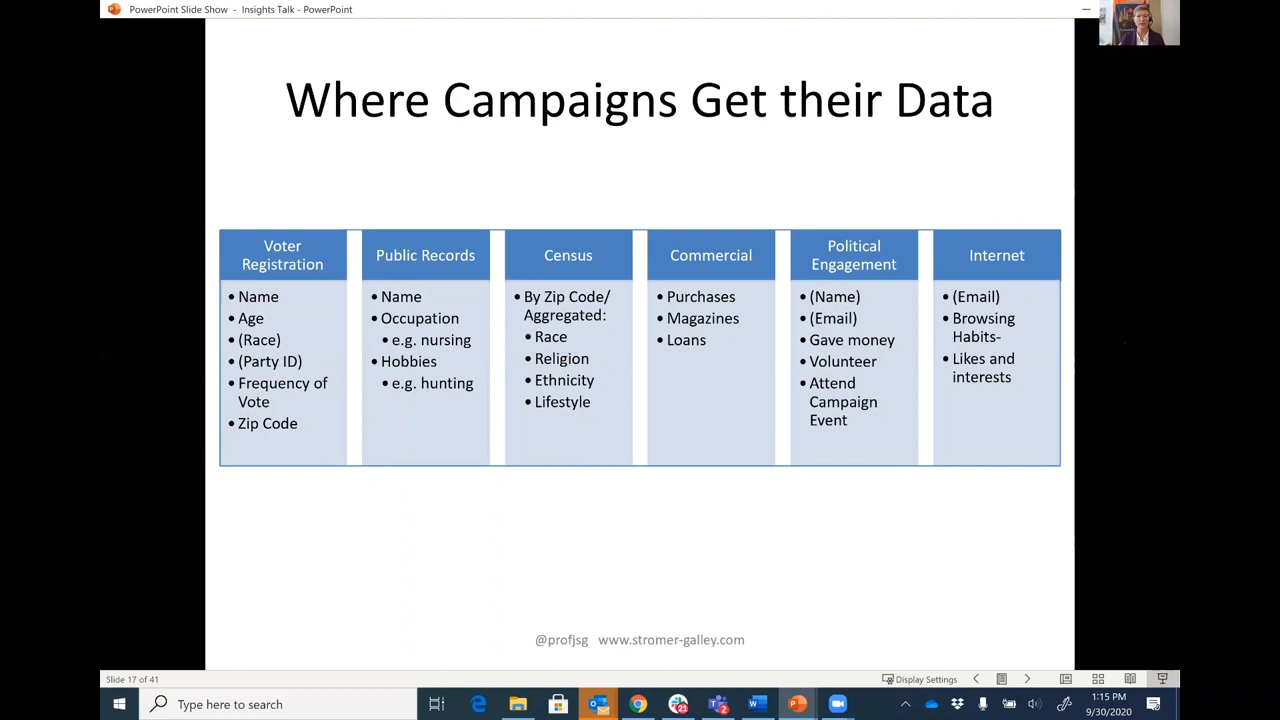 PowerPoint Slide Show - Insights Talk - PowerPoint
Where Campaigns Get their Data
Voter
Registration
• Name
• Age
• (Race)
• (Party ID)
• Frequency of
Vote
• Zip Code
Public Records
• Name
• Occupation
• e.g. nursing
• Hobbies
• e.g. hunting
Census
• By Zip Code/
Aggregated:
• Race
• Religion
• Ethnicity
• Lifestyle
Commercial
• Purchases
• Magazines
• Loans
Political
Engagement
• (Name)
• (Email)
• Gave money
• Volunteer
• Attend
Campaign
Event
Internet
• (Email)
• Browsing
Habits-
• Likes and
interests
@profjsg www.stromer-galley.com
Slide 17 of 41
Display Settings
Type here to search
21
2
1:15 PM
9/30/2020